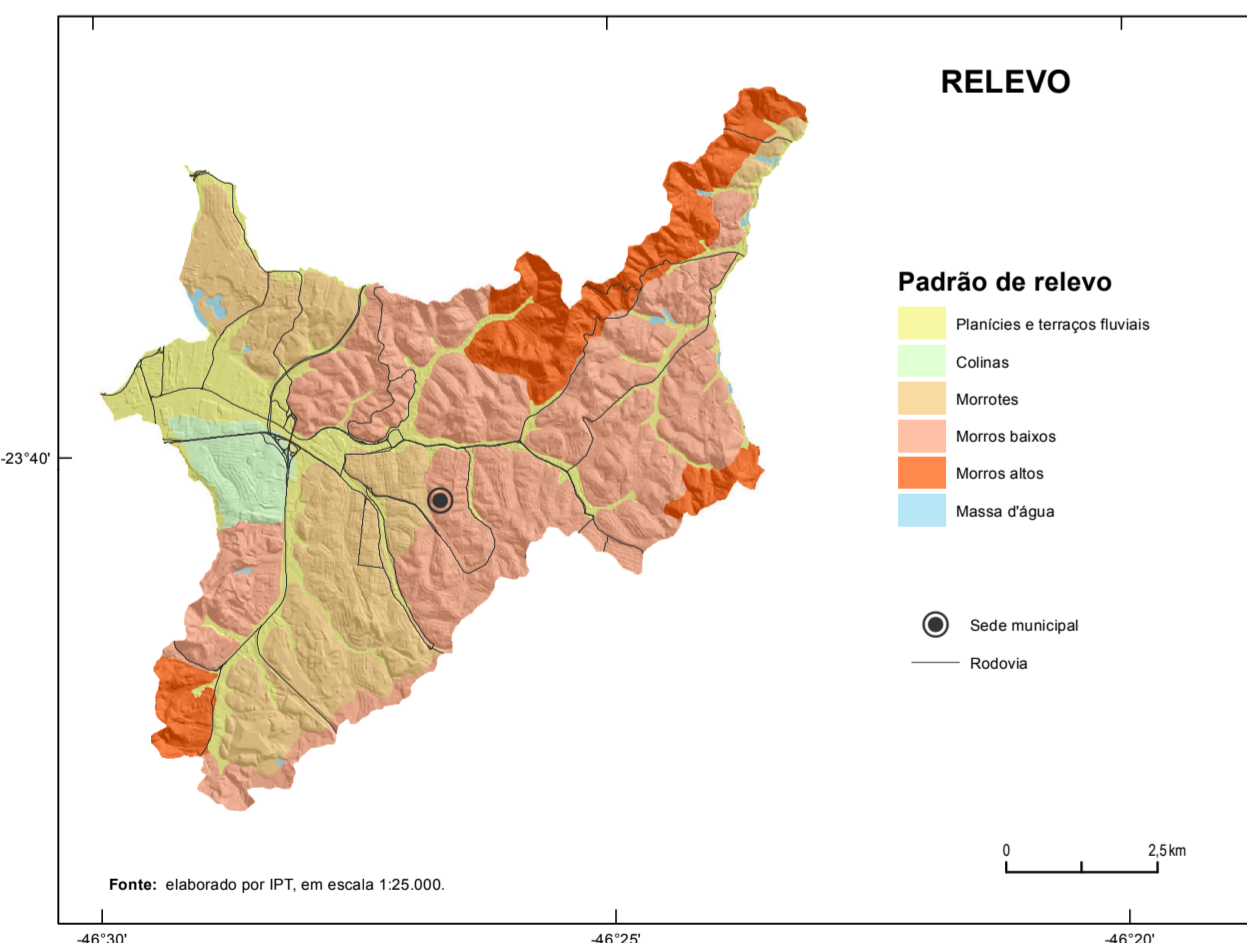 RELEVO
Padrão de relevo
Planícies e terraços fluviais
Colinas
Morrotes
Morros baixos
Morros altos
Massa d'água
-23°40'
Sede municipal
Rodovia
0 2,5 km
Fonte: elaborado por IPT, em escala 1:25.000.
-46°30' -46°25' -46°20'